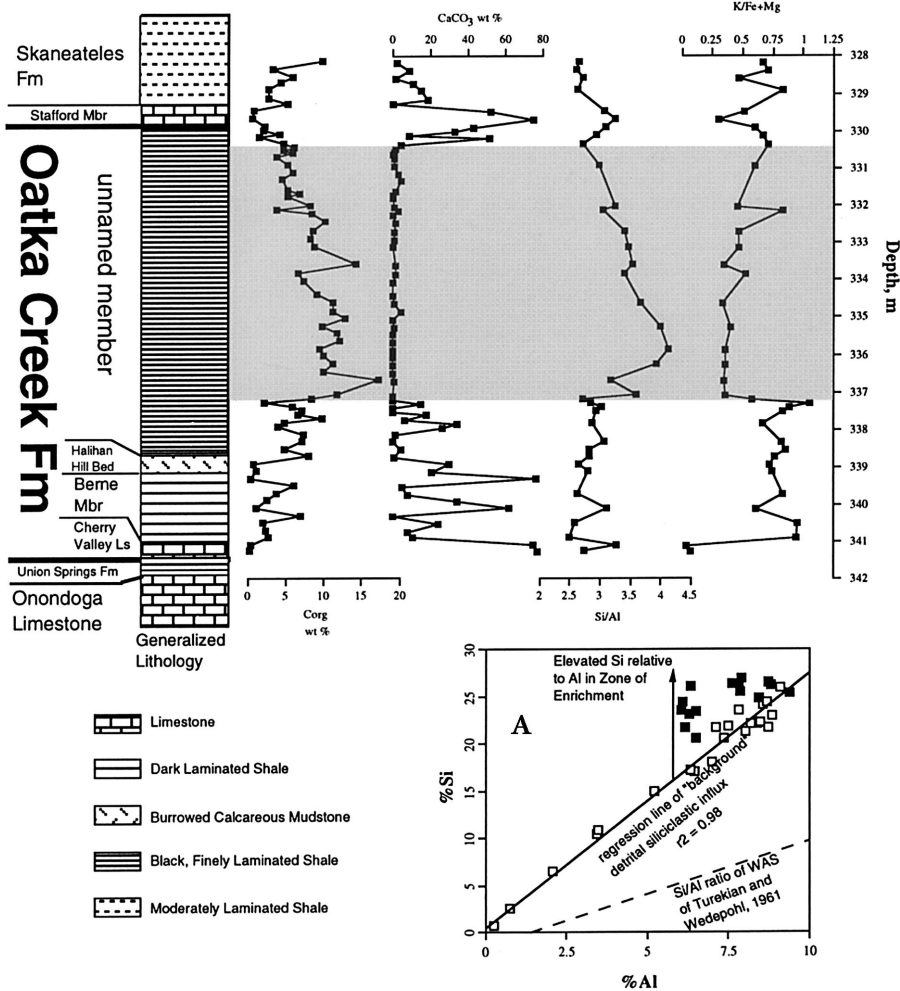 CaCO3 wt %
0 20 40 60 80
K/Fe+Mg
0 0.25 0.5 0.75 1 1.25
Skaneateles
Fm
Stafford Mbr
Oatka Creek Fm
unnamed member
Halihan
Hill Bed
Berne
Mbr
Cherry
Valley Ls
Union Springs Fm
Onondoga
Limestone
Generalized
Lithology
328
329
330
331
332
333
334
335
336
337
338
339
340
341
342
Depth, m
0 5 10 15 20
Corg
wt %
2 2.5 3 3.5 4 4.5
Si/Al
Limestone
Dark Laminated Shale
Burrowed Calcareous Mudstone
Black, Finely Laminated Shale
Moderately Laminated Shale
A
Elevated Si relative
to Al in Zone of
Enrichment
regression line of "background"
detrital siliciclastic influx
r2 = 0.98
Si/Al ratio of WAS
of Turekian and
Wedepohl, 1961
%Si
30
25
20
15
10
5
0
0 2.5 5 7.5 10
%Al